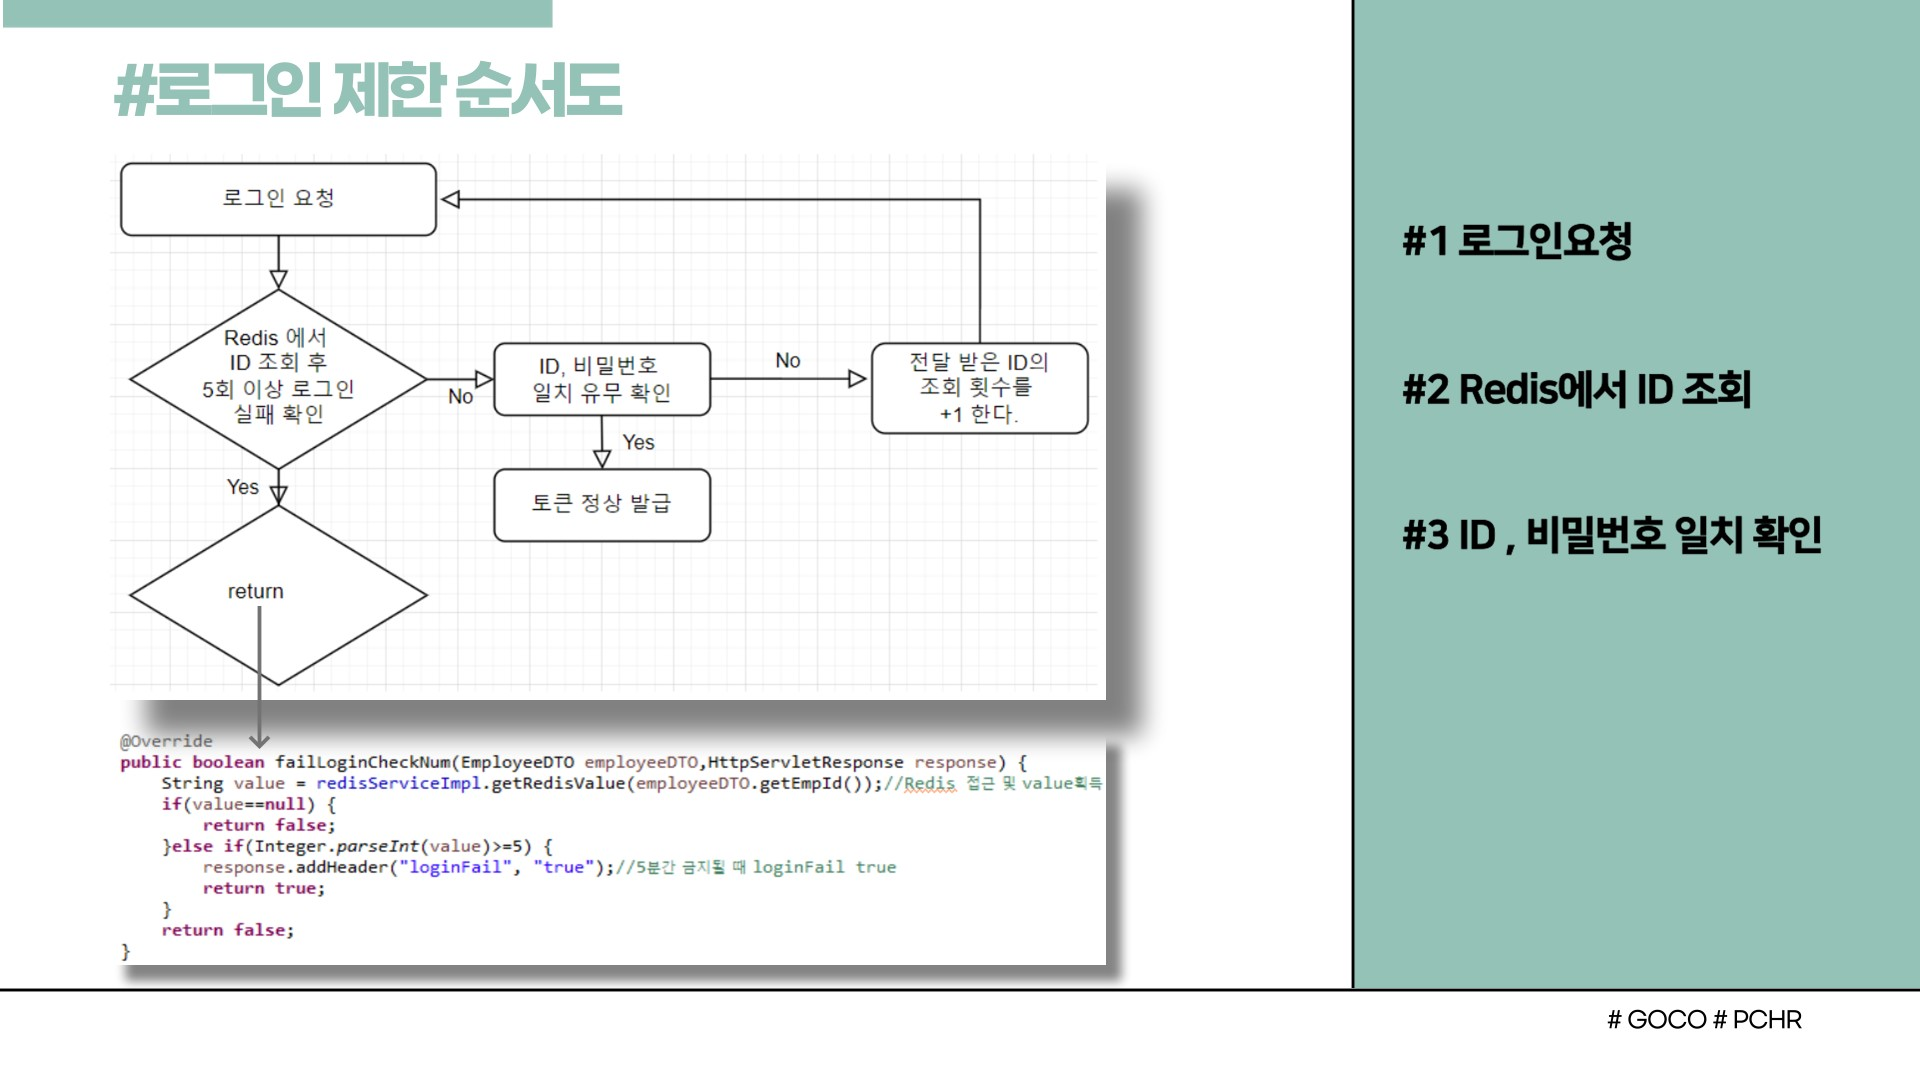 #로그인 제한 순서도
로그인 요청
Redis 에서
ID 조회 후
5회 이상 로그인
실패 확인
No
ID, 비밀번호
일치 유무 확인
No
전달 받은 ID의
조회 횟수를
+1 한다.
Yes
토큰 정상 발급
Yes
return
@Override
public boolean failLoginCheckNum(EmployeeDTO employeeDTO,HttpServletResponse response) {
String value = redisServiceImpl.getRedisValue(employeeDTO.getEmpId());//Redis 접근 및 value획득
if(value==null) {
return false;
}else if(Integer.parseInt(value)>=5) {
response.addHeader("loginFail", "true");//5분간 금지될 때 loginFail true
return true;
}
return false;
}
#1 로그인요청
#2 Redis에서 ID 조회
#3 ID , 비밀번호 일치 확인
# GOCO # PCHR